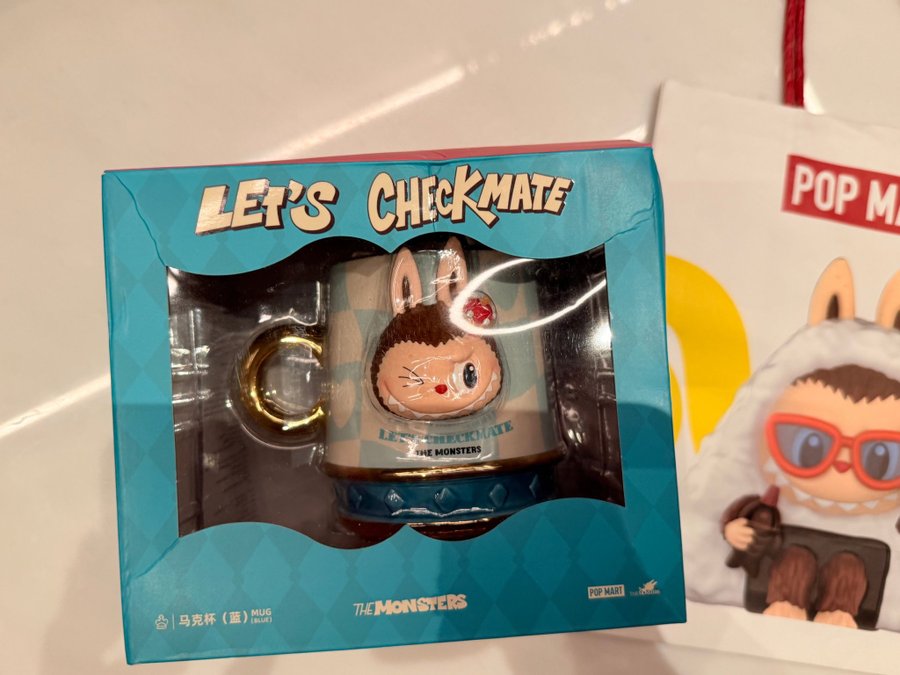 LET'S CHECKMATE
POP MA
LET'S CHECKMATE
THE MONSTERS
马克杯（蓝）MUG
(BLUE)
THE MONSTERS
POP MART